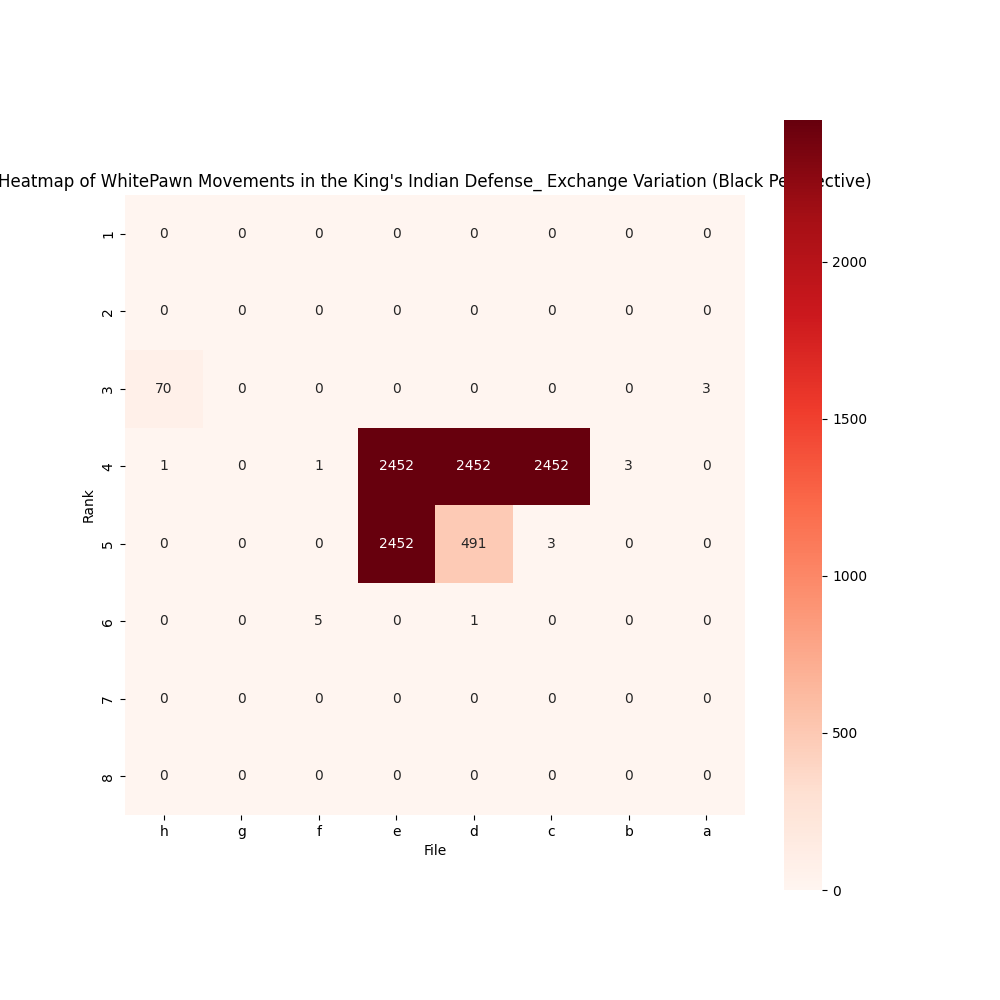 Heatmap of WhitePawn Movements in the King's Indian Defense_ Exchange Variation (Black Pe ective)
1 0 0 0 0 0 0 0 0
2 0 0 0 0 0 0 0 0
3 70 0 0 0 0 0 0 3
4 1 0 1 2452 2452 2452 3 0
5 0 0 0 2452 491 3 0 0
6 0 0 5 0 1 0 0 0
7 0 0 0 0 0 0 0 0
8 0 0 0 0 0 0 0 0
h g f e d c b a
File
Rank
2000
1500
1000
500
0